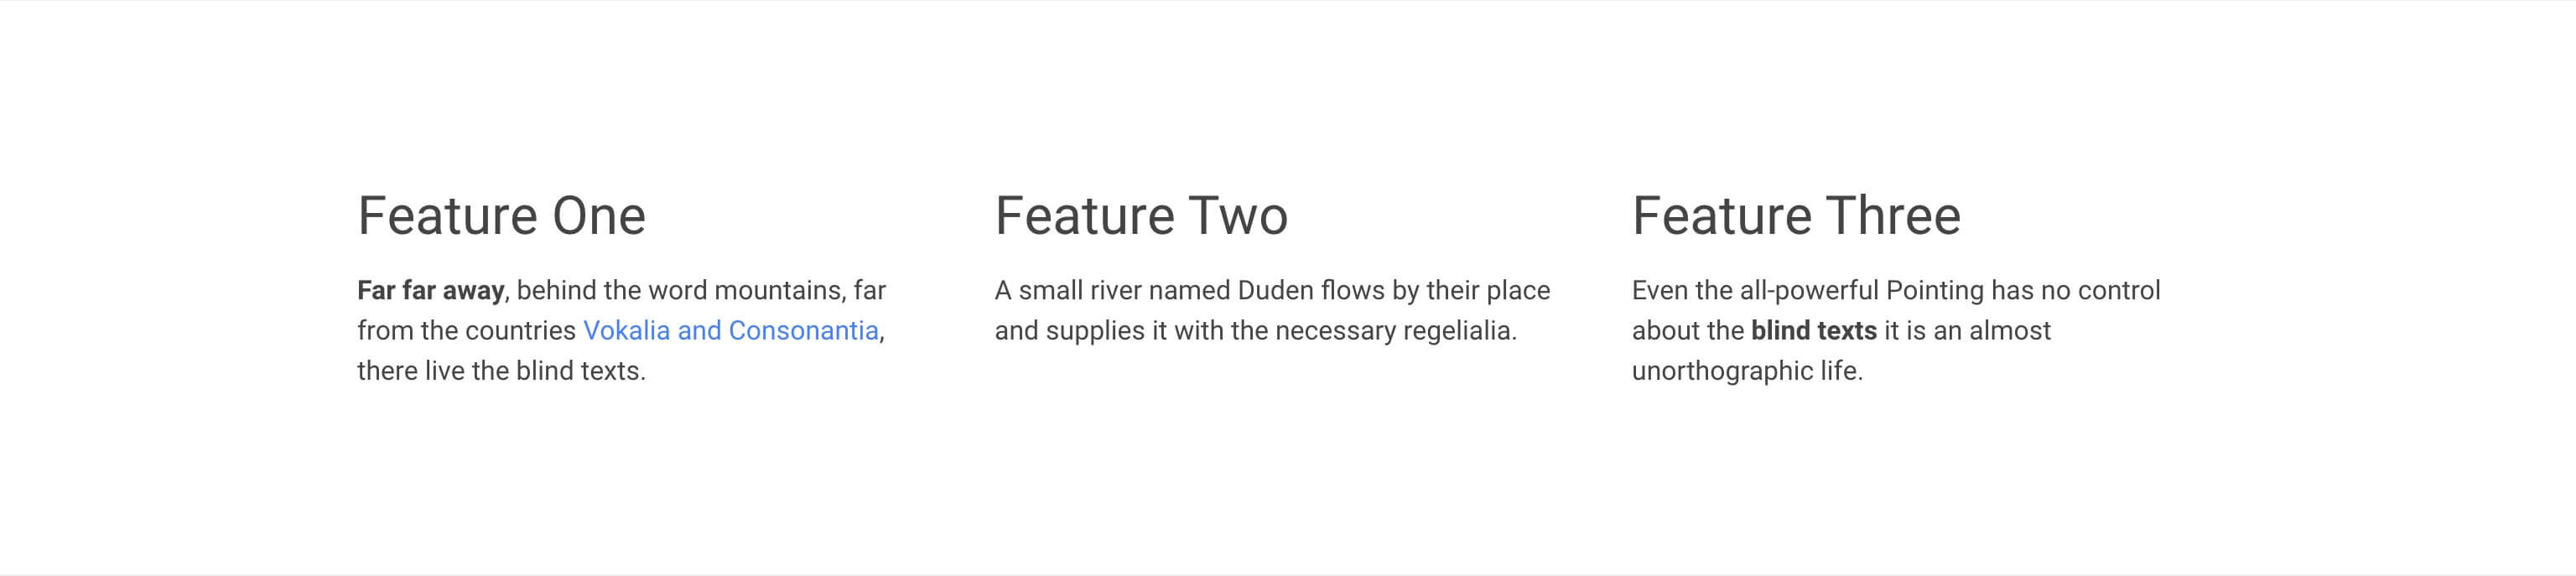 Feature One
Far far away, behind the word mountains, far
from the countries Vokalia and Consonantia,
there live the blind texts.
Feature Two
A small river named Duden flows by their place
and supplies it with the necessary regelialia.
Feature Three
Even the all-powerful Pointing has no control
about the blind texts it is an almost
unorthographic life.